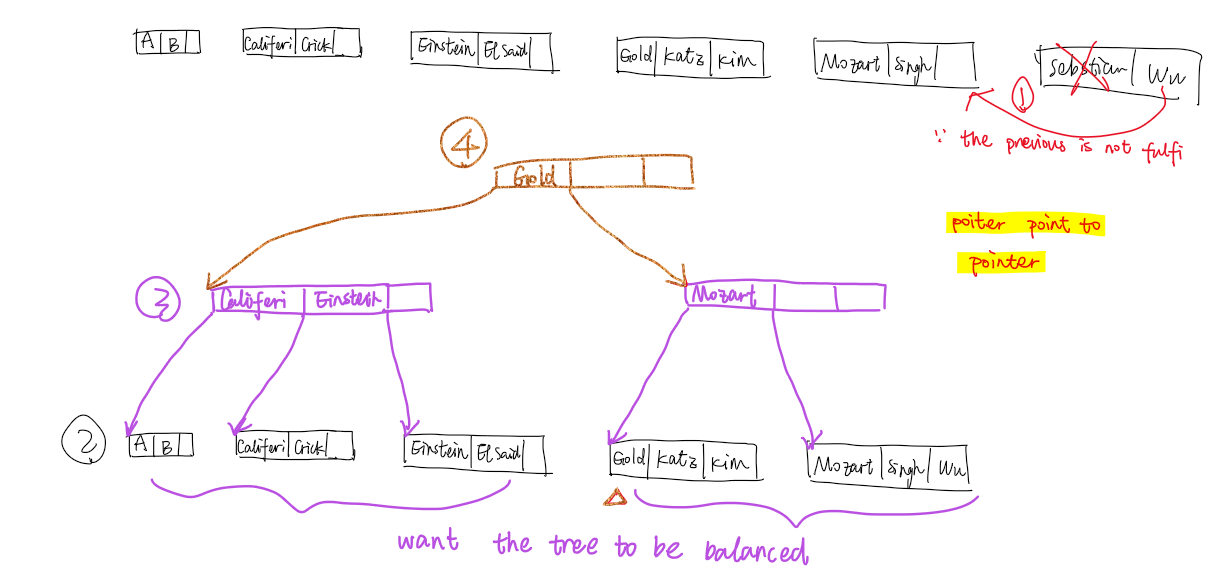 A B
Califeri Crick
Einstein El Said
Gold Katz Kim
Mozart Singh
Sebstian Wu
①
∵ the previous is not fulfi
④
Gold
poiter point to
pointer
③
Califeri Einstein
Mozart
②
A B
Califeri Crick
Einstein El Said
Gold Katz Kim
Mozart Singh Wu
want the tree to be balanced